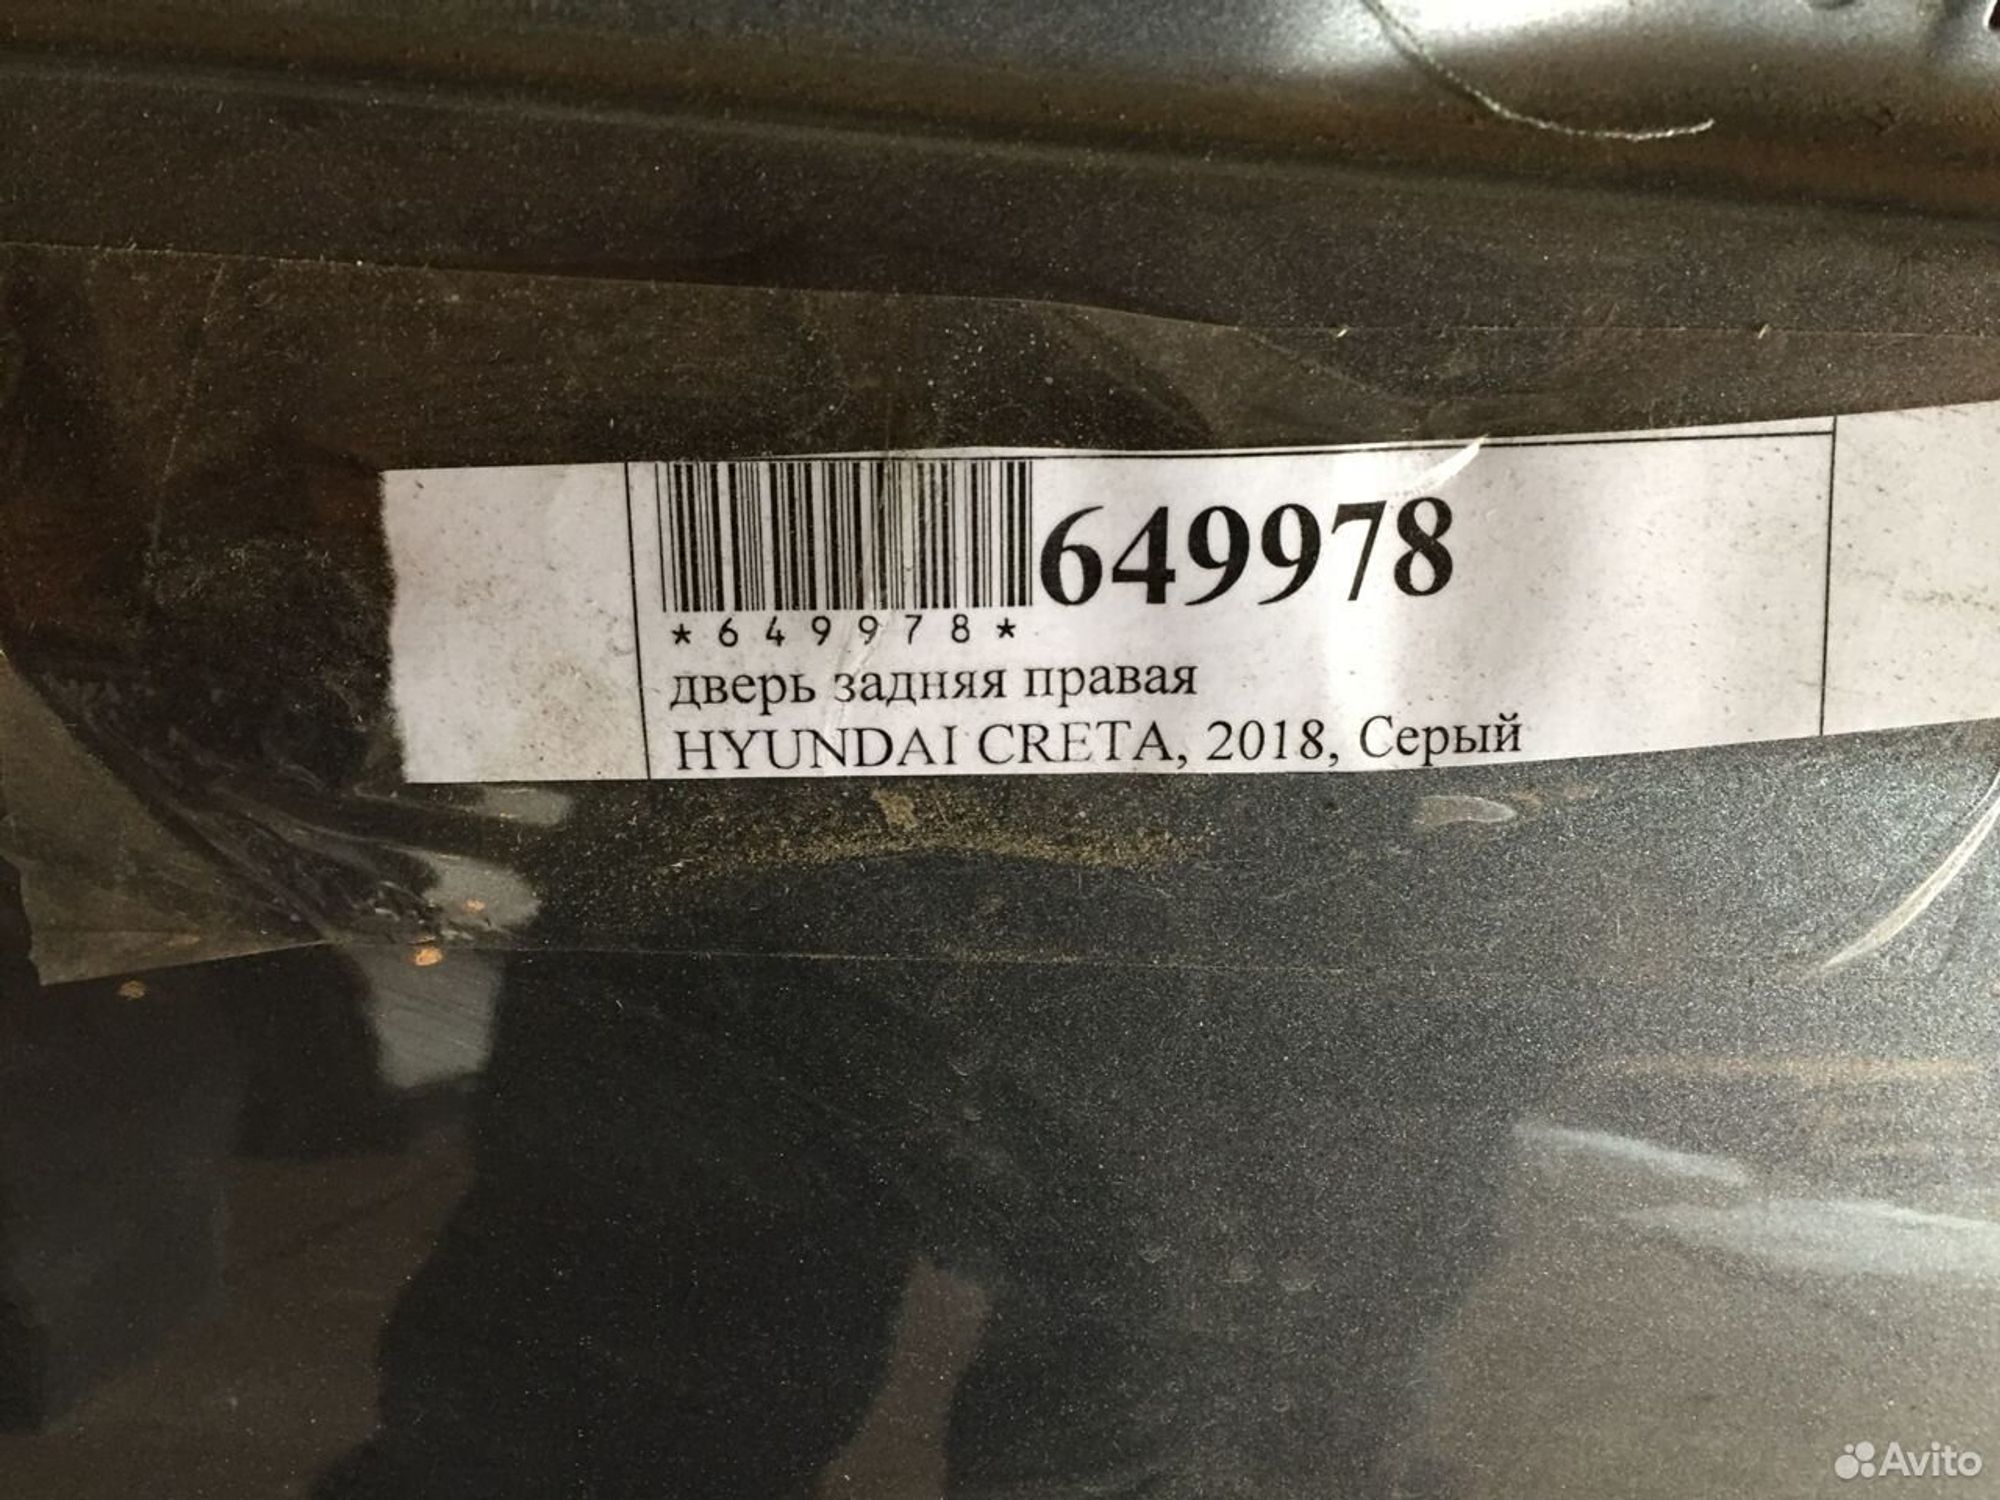 649978
*649978*
дверь задняя правая
HYUNDAI CRETA, 2018, Серый
Avito